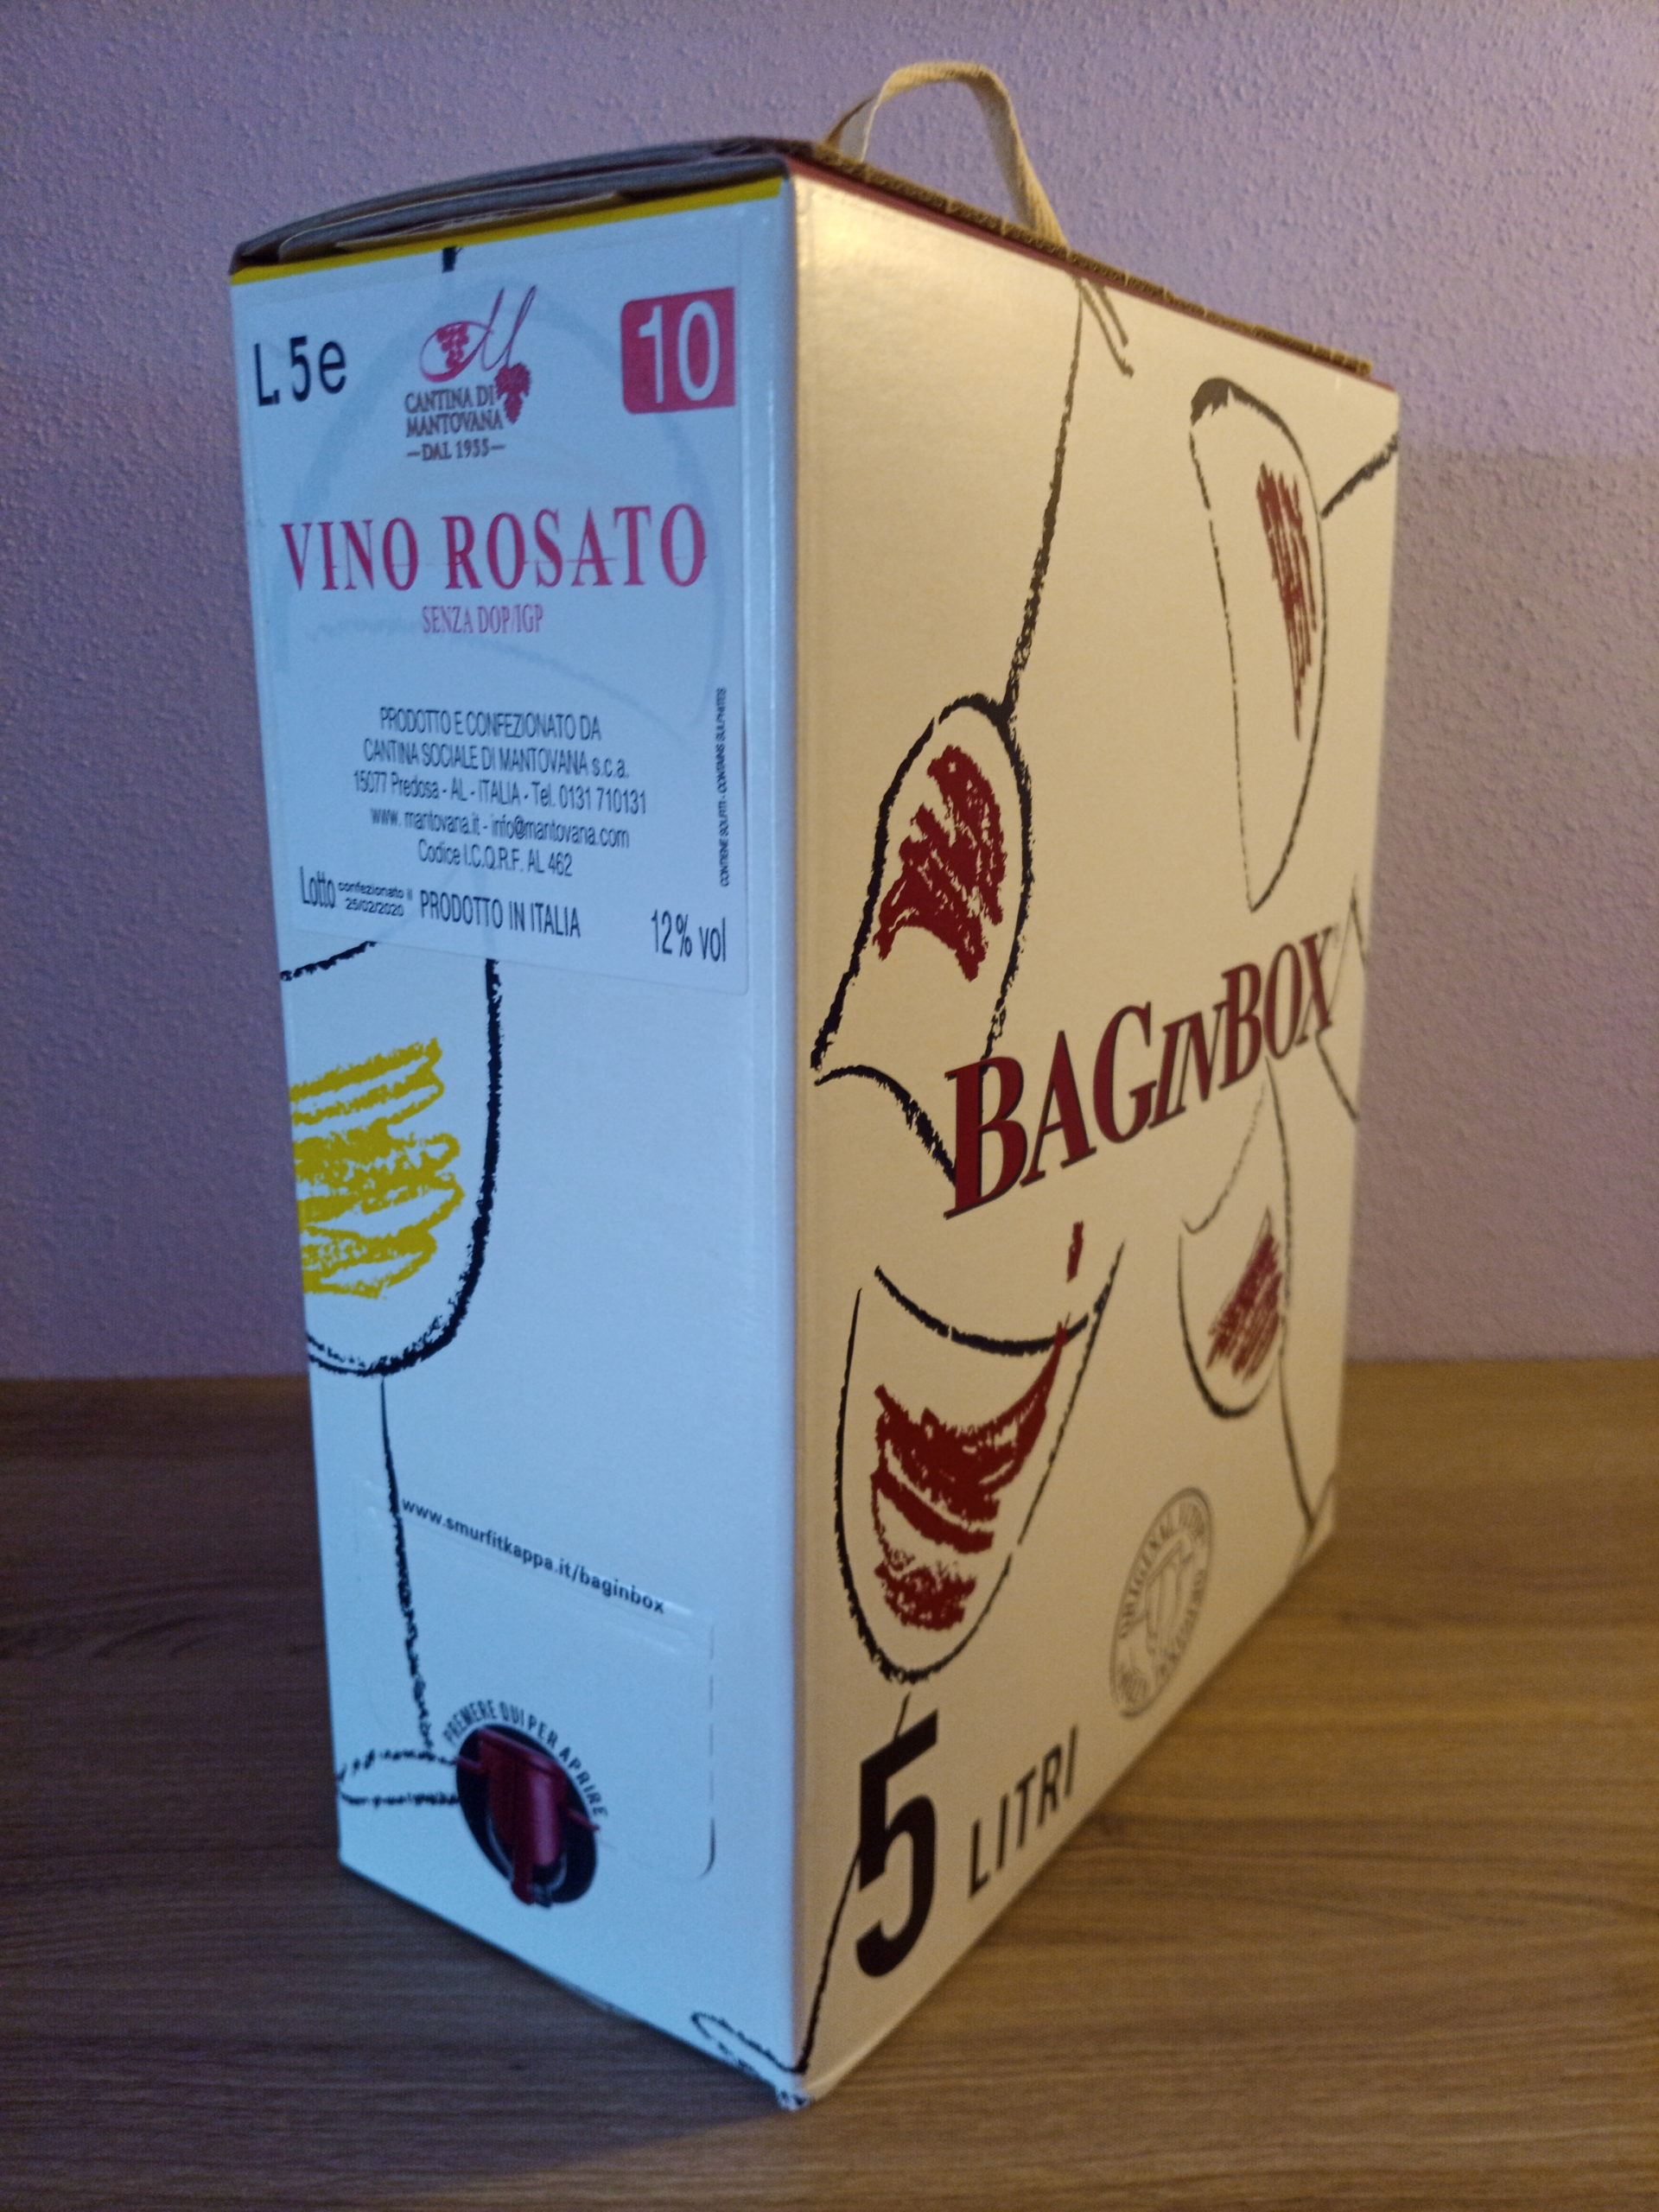 L. 5e
10
CANTINA DI
MANTOVANA
—DAL 1955—
VINO ROSATO
SENZA DOP/IGP
PRODOTTO E CONFEZIONATO DA
CANTINA SOCIALE DI MANTOVANA s.c.a.
15077 Predosa - AL - ITALIA - Tel. 0131 710131
www. mantovana.it - info@mantovana.com
Codice I.C.Q.R.F. AL 462
CONTIENE SOLFITI - CONTAINS SULPHITES
Lotto confezionato il
25/02/2020
PRODOTTO IN ITALIA
12% vol
www.smurfitkappa.it/baginbox
PREMERE QUI PER APRIRE
BAGINBOX
ORIGINAL
5 LITRI